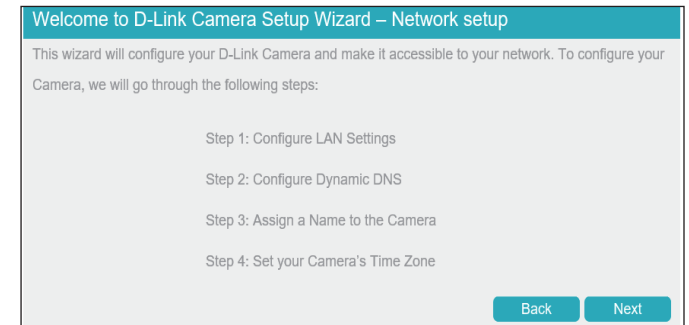 Welcome to D-Link Camera Setup Wizard – Network setup
This wizard will configure your D-Link Camera and make it accessible to your network. To configure your
Camera, we will go through the following steps:
Step 1: Configure LAN Settings
Step 2: Configure Dynamic DNS
Step 3: Assign a Name to the Camera
Step 4: Set your Camera's Time Zone
Back Next